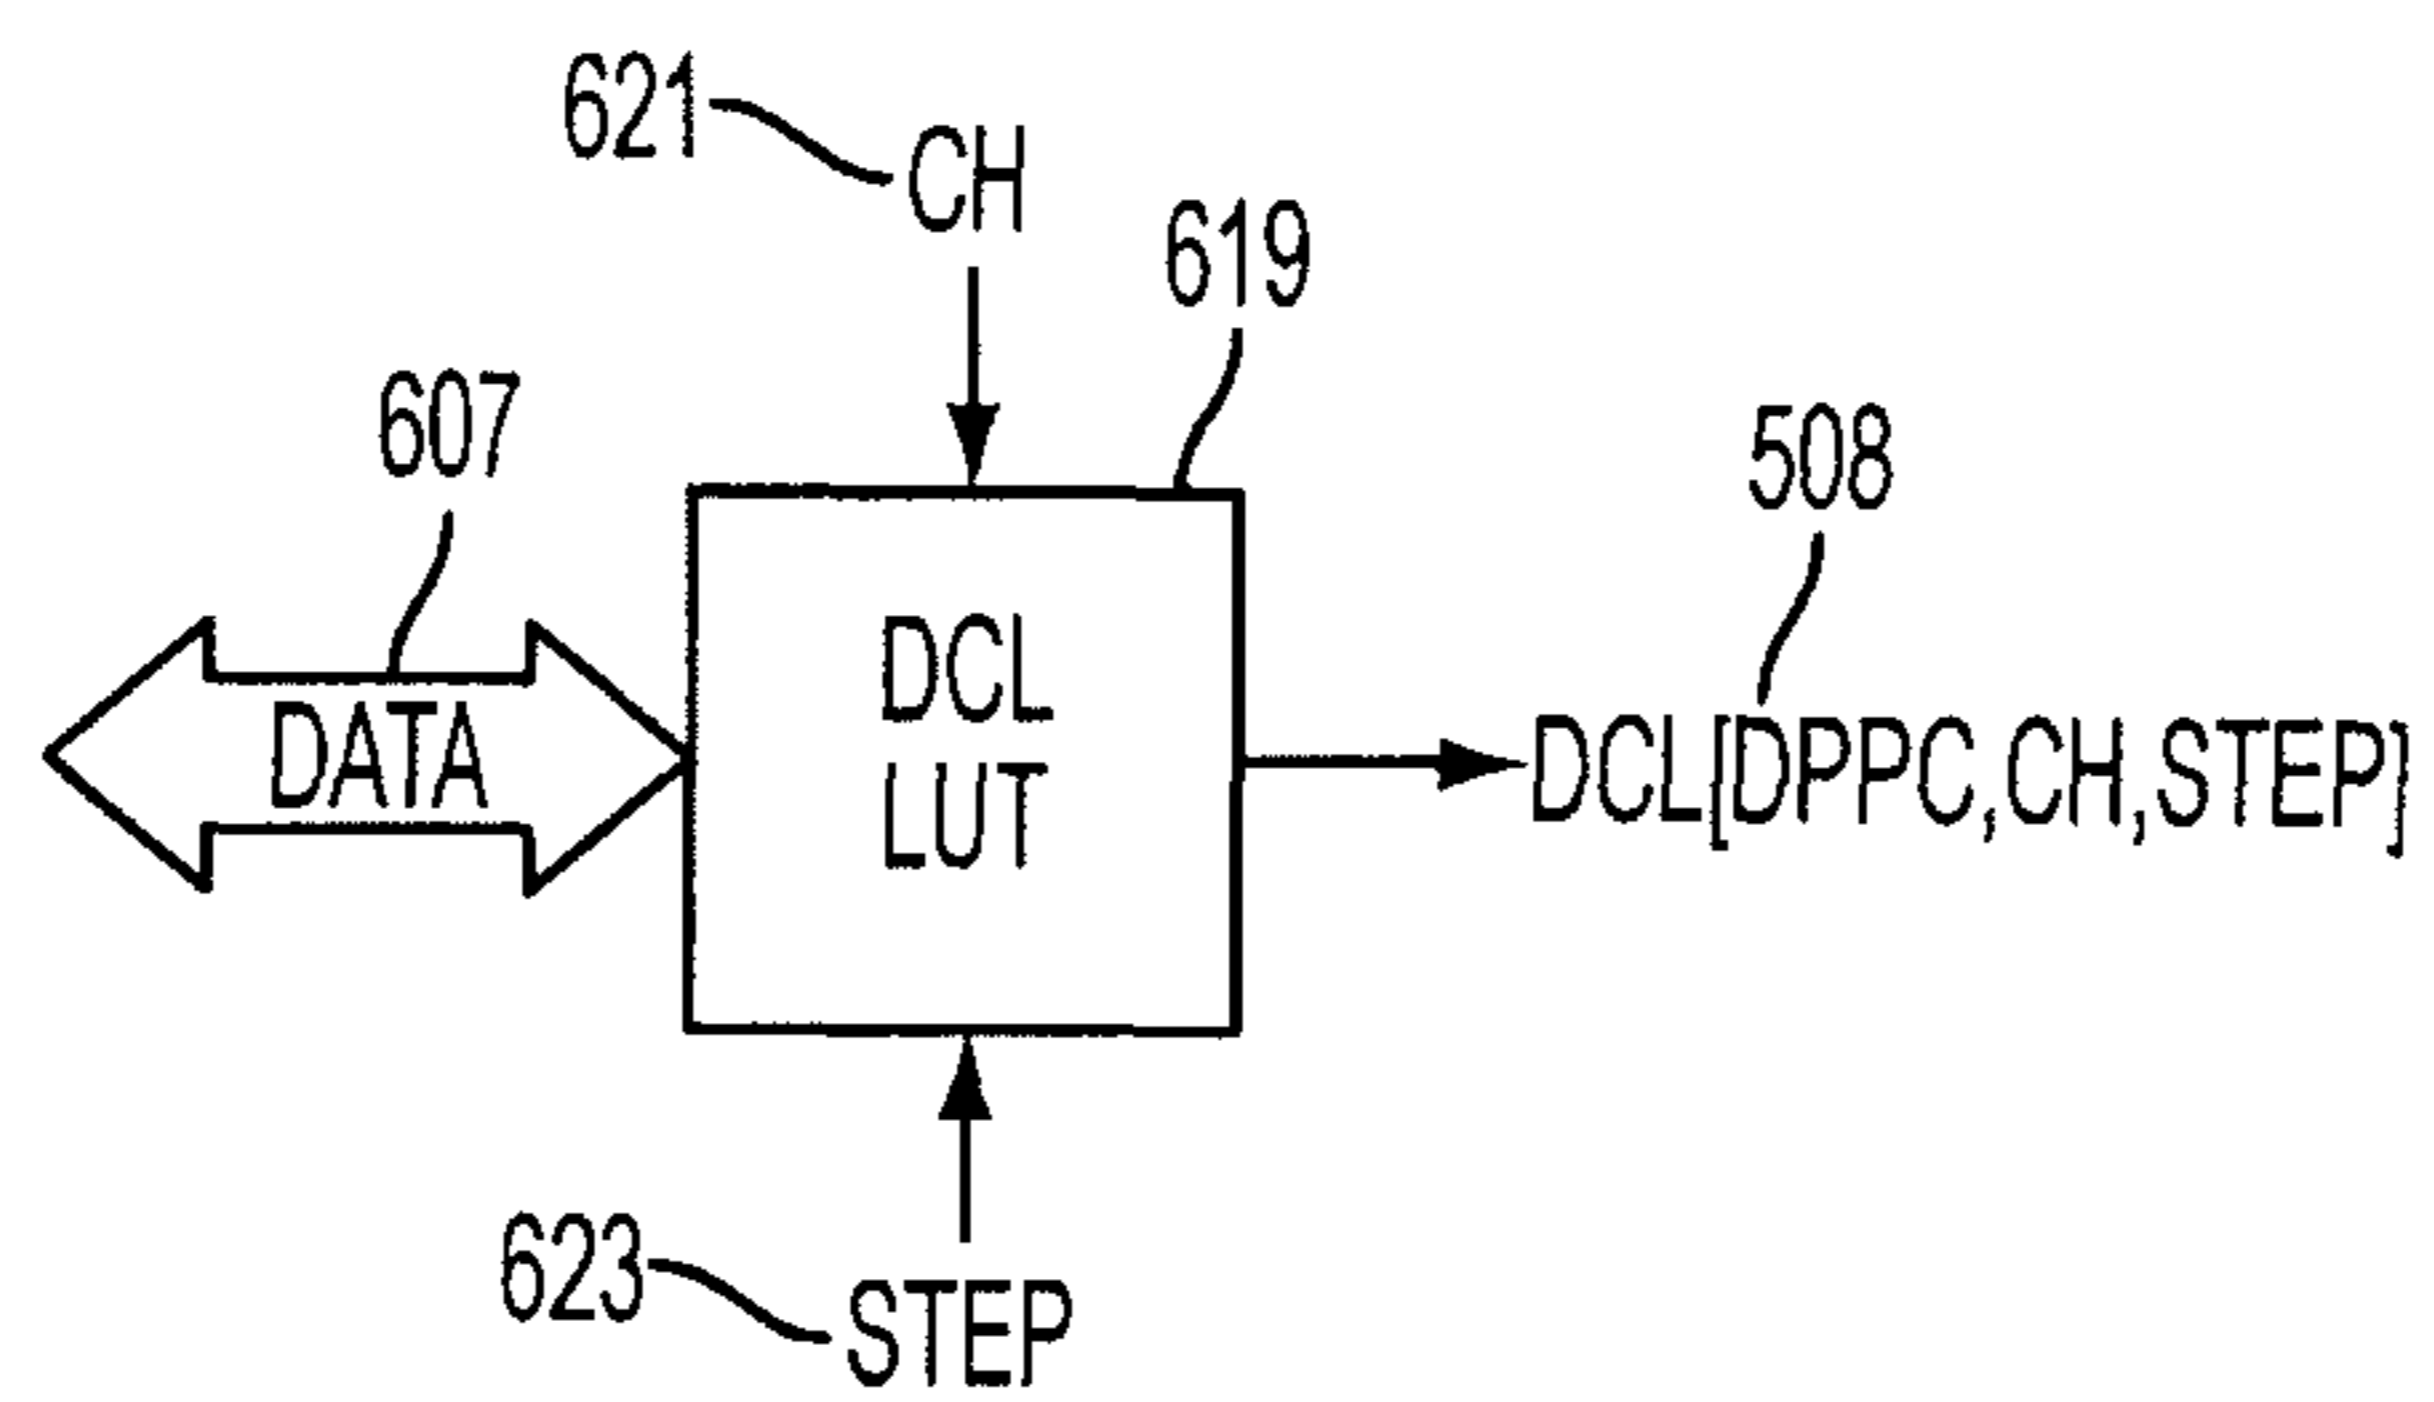 621
CH
619
607
508
DATA
DCL
LUT
DCL[DPPC,CH,STEP]
623
STEP